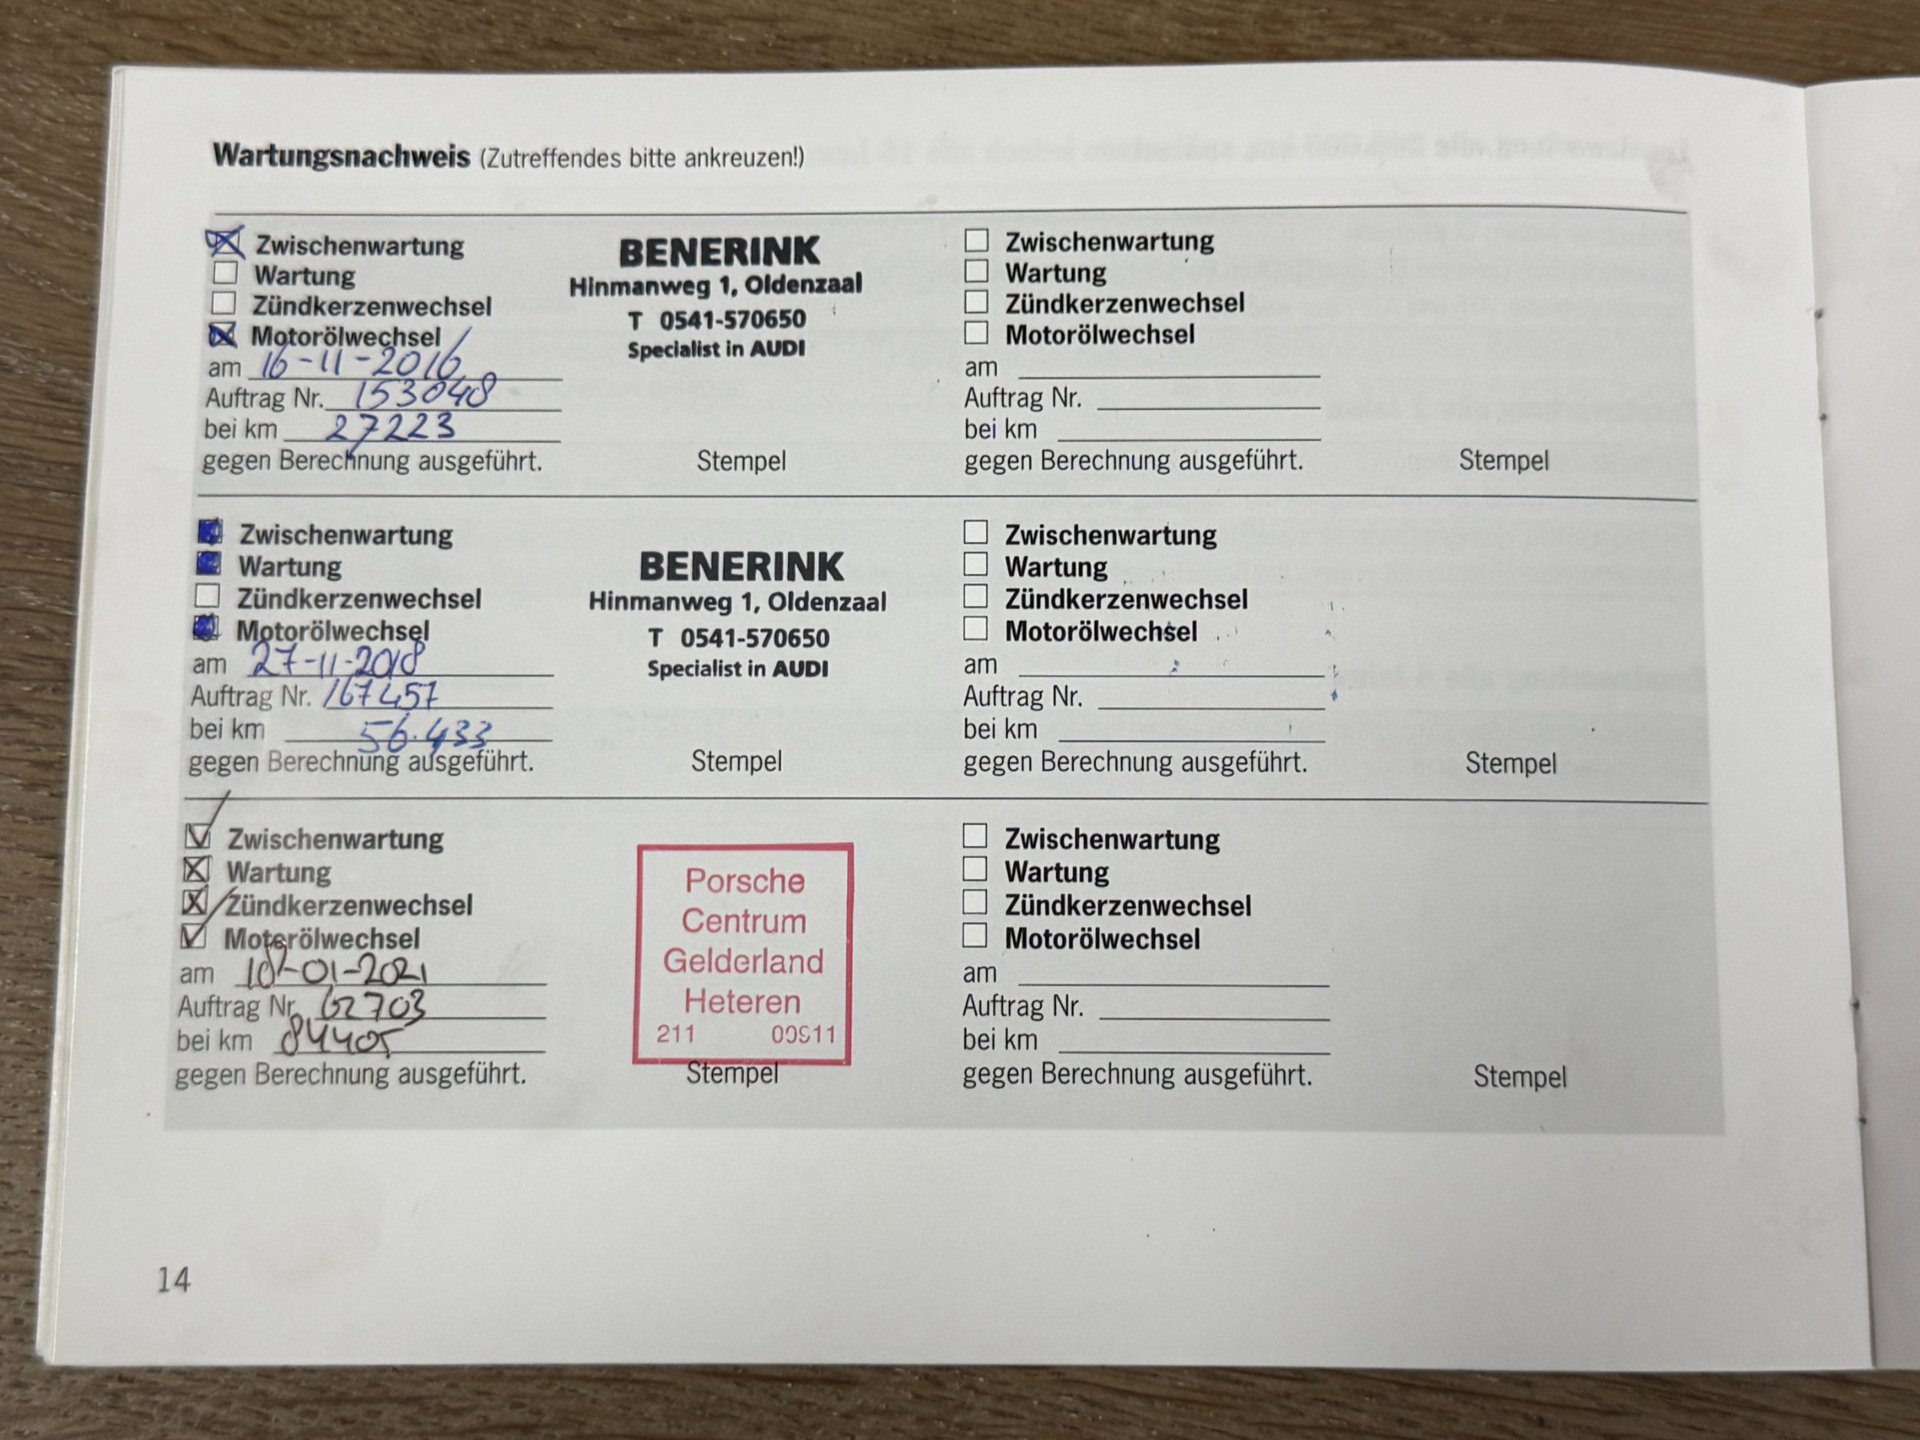 Wartungsnachweis (Zutreffendes bitte ankreuzen!)
Zwischenwartung
Wartung
Zündkerzenwechsel
Motorölwechsel
am 16-11-2016
Auftrag Nr. 153048
bei km 27223
gegen Berechnung ausgeführt.
BENERINK
Hinmanweg 1, Oldenzaal
T 0541-570650
Specialist in AUDI
Stempel
Zwischenwartung
Wartung
Zündkerzenwechsel
Motorölwechsel
am
Auftrag Nr.
bei km
gegen Berechnung ausgeführt.
Stempel
Zwischenwartung
Wartung
Zündkerzenwechsel
Motorölwechsel
am 27-11-2018
Auftrag Nr. 167457
bei km 56.433
gegen Berechnung ausgeführt.
BENERINK
Hinmanweg 1, Oldenzaal
T 0541-570650
Specialist in AUDI
Stempel
Zwischenwartung
Wartung
Zündkerzenwechsel
Motorölwechsel
am
Auftrag Nr.
bei km
gegen Berechnung ausgeführt.
Stempel
Zwischenwartung
Wartung
Zündkerzenwechsel
Motorölwechsel
am
Auftrag Nr. 62703
bei km 84405
gegen Berechnung ausgeführt.
Porsche
Centrum
Gelderland
Heteren
211 00911
Stempel
Zwischenwartung
Wartung
Zündkerzenwechsel
Motorölwechsel
am
Auftrag Nr.
bei km
gegen Berechnung ausgeführt.
Stempel
14